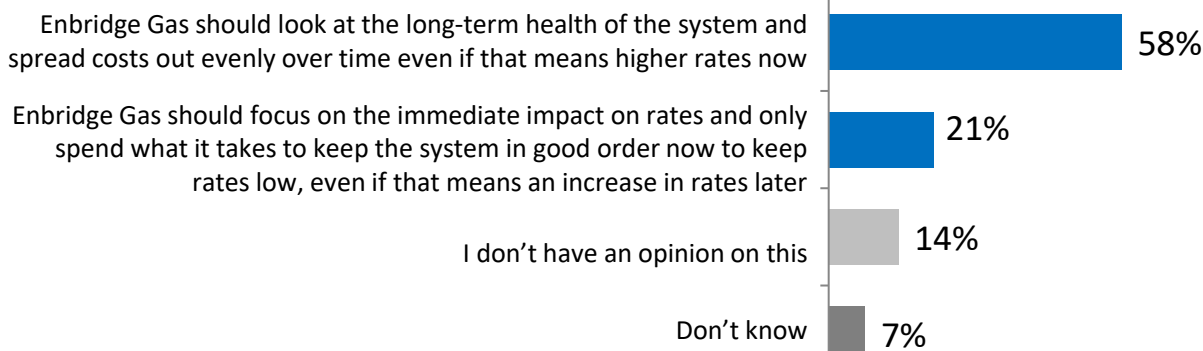 Enbridge Gas should look at the long-term health of the system and
spread costs out evenly over time even if that means higher rates now
58%
Enbridge Gas should focus on the immediate impact on rates and only
spend what it takes to keep the system in good order now to keep
rates low, even if that means an increase in rates later
21%
I don’t have an opinion on this
14%
Don’t know
7%